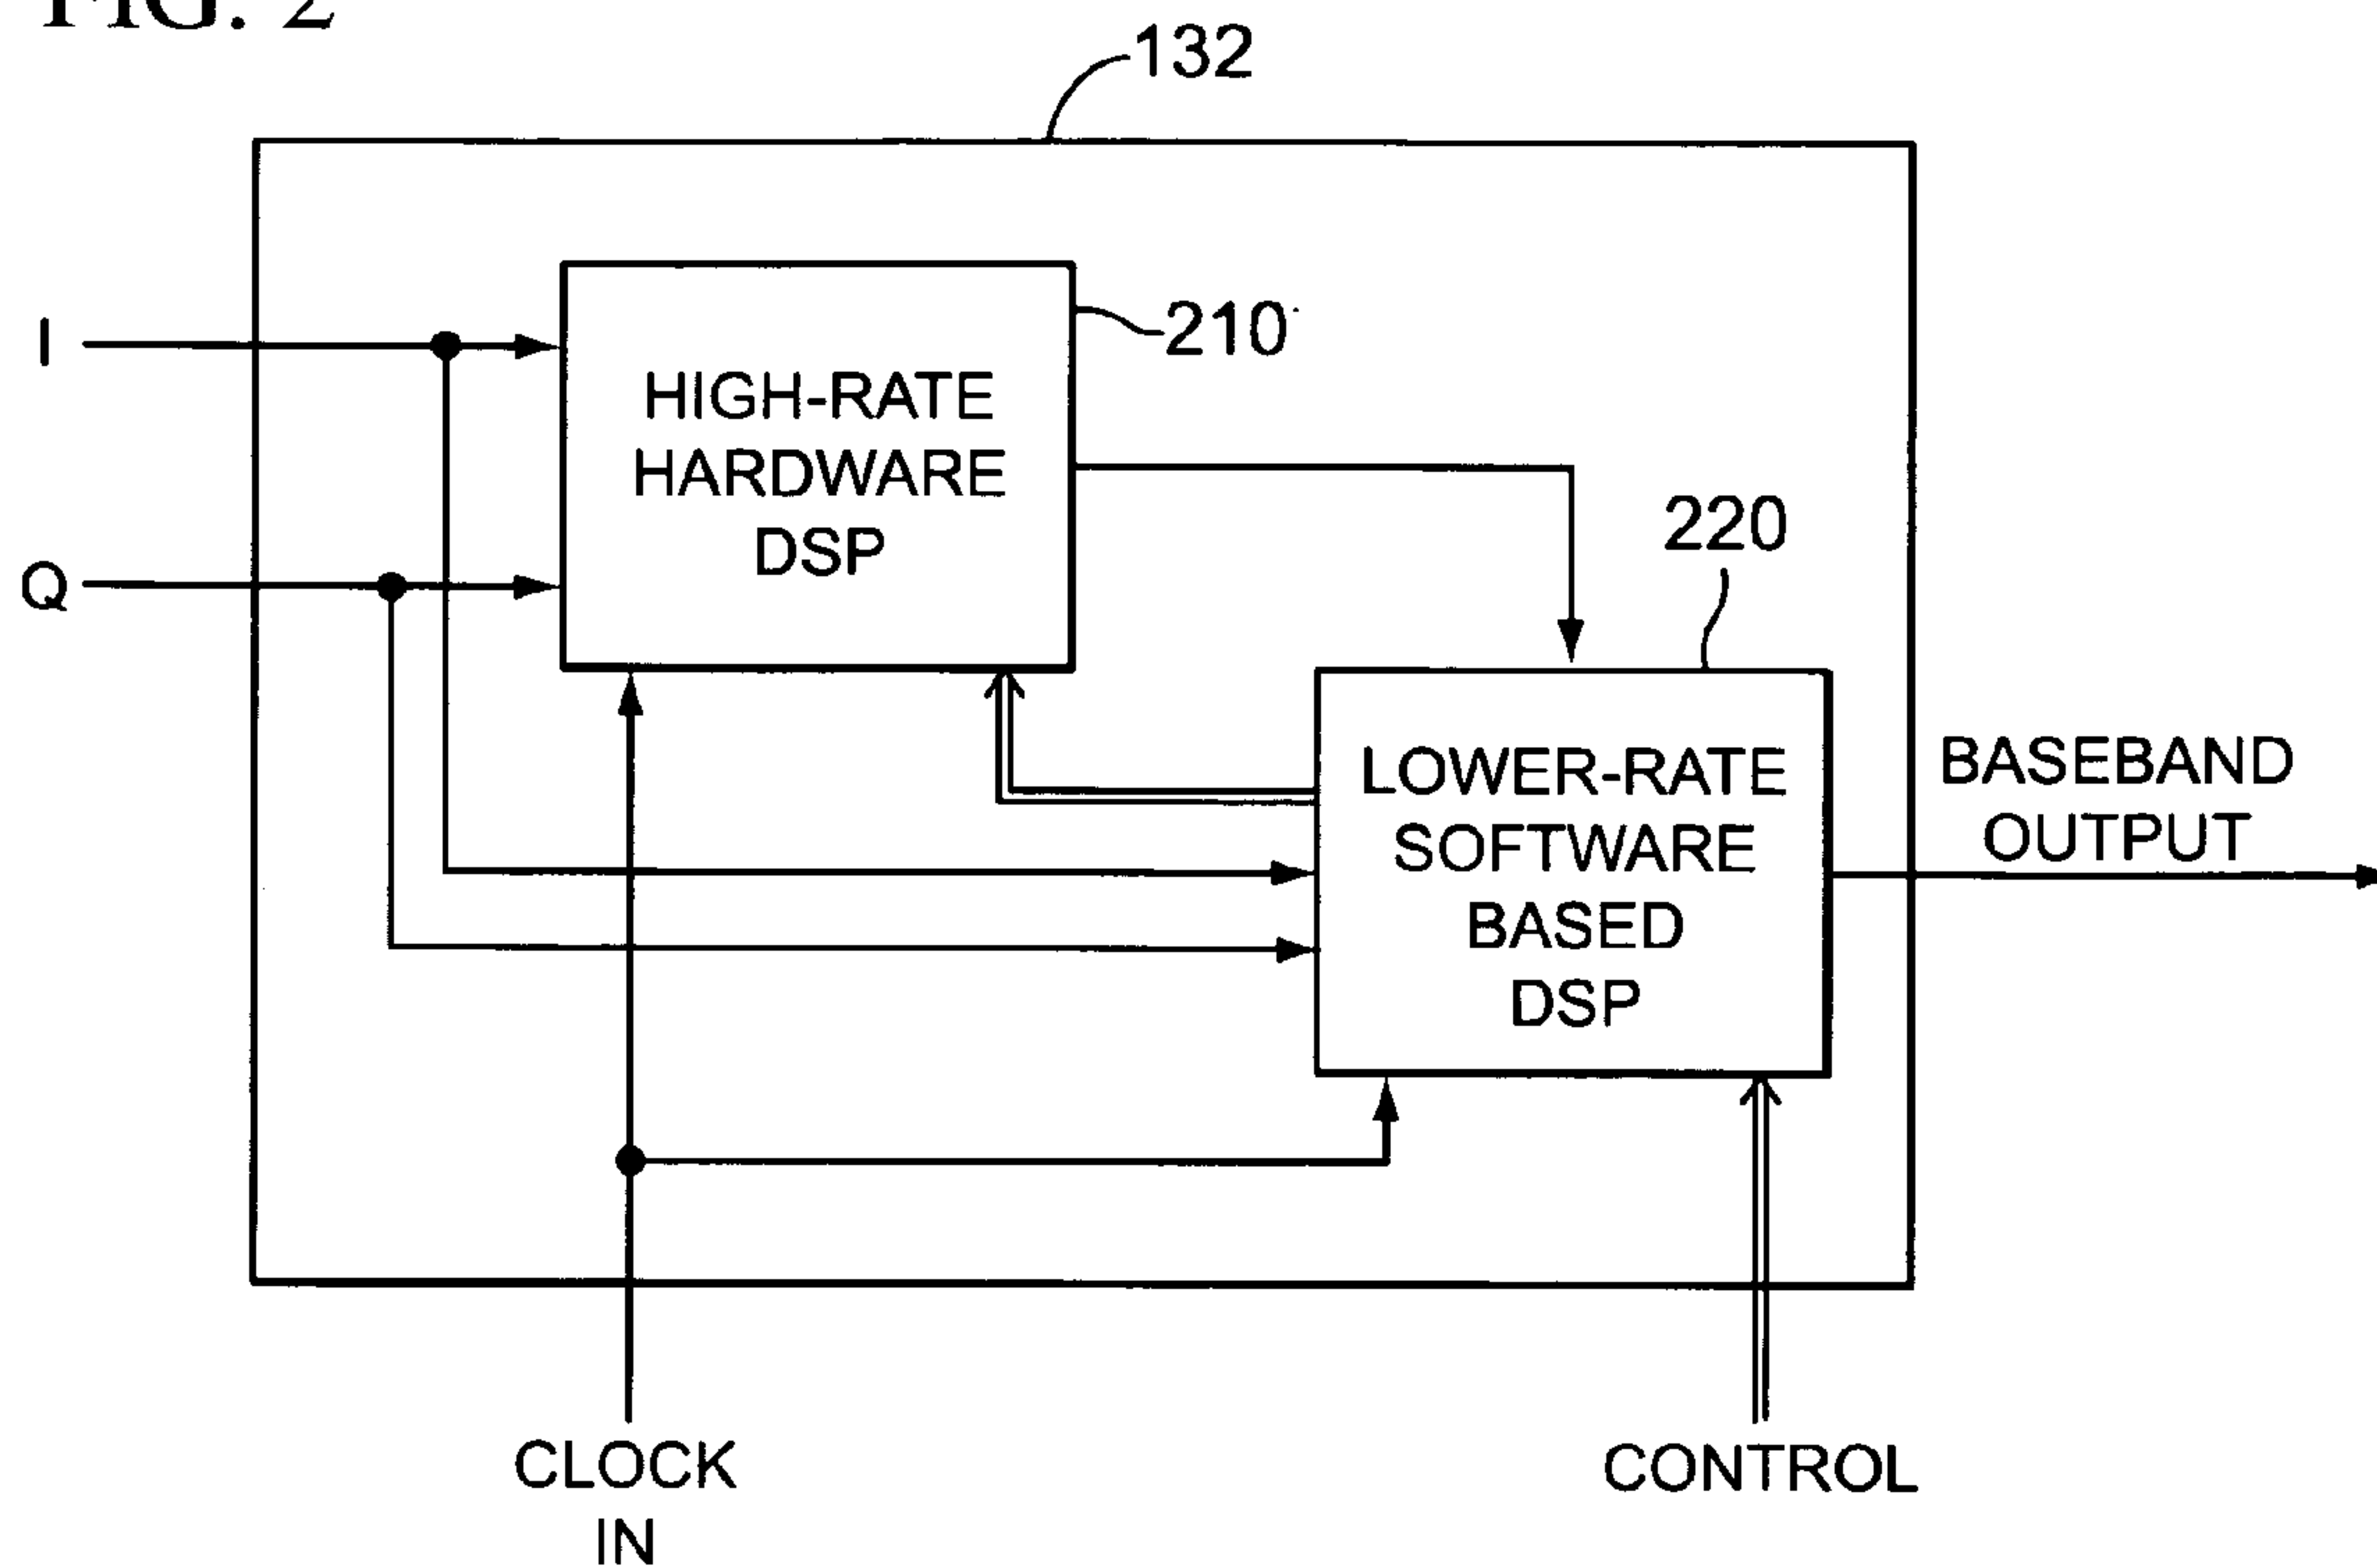 FIG. 2
132
I
210
HIGH-RATE
HARDWARE
DSP
220
Q
LOWER-RATE
SOFTWARE
BASED
DSP
BASEBAND
OUTPUT
CLOCK
IN
CONTROL